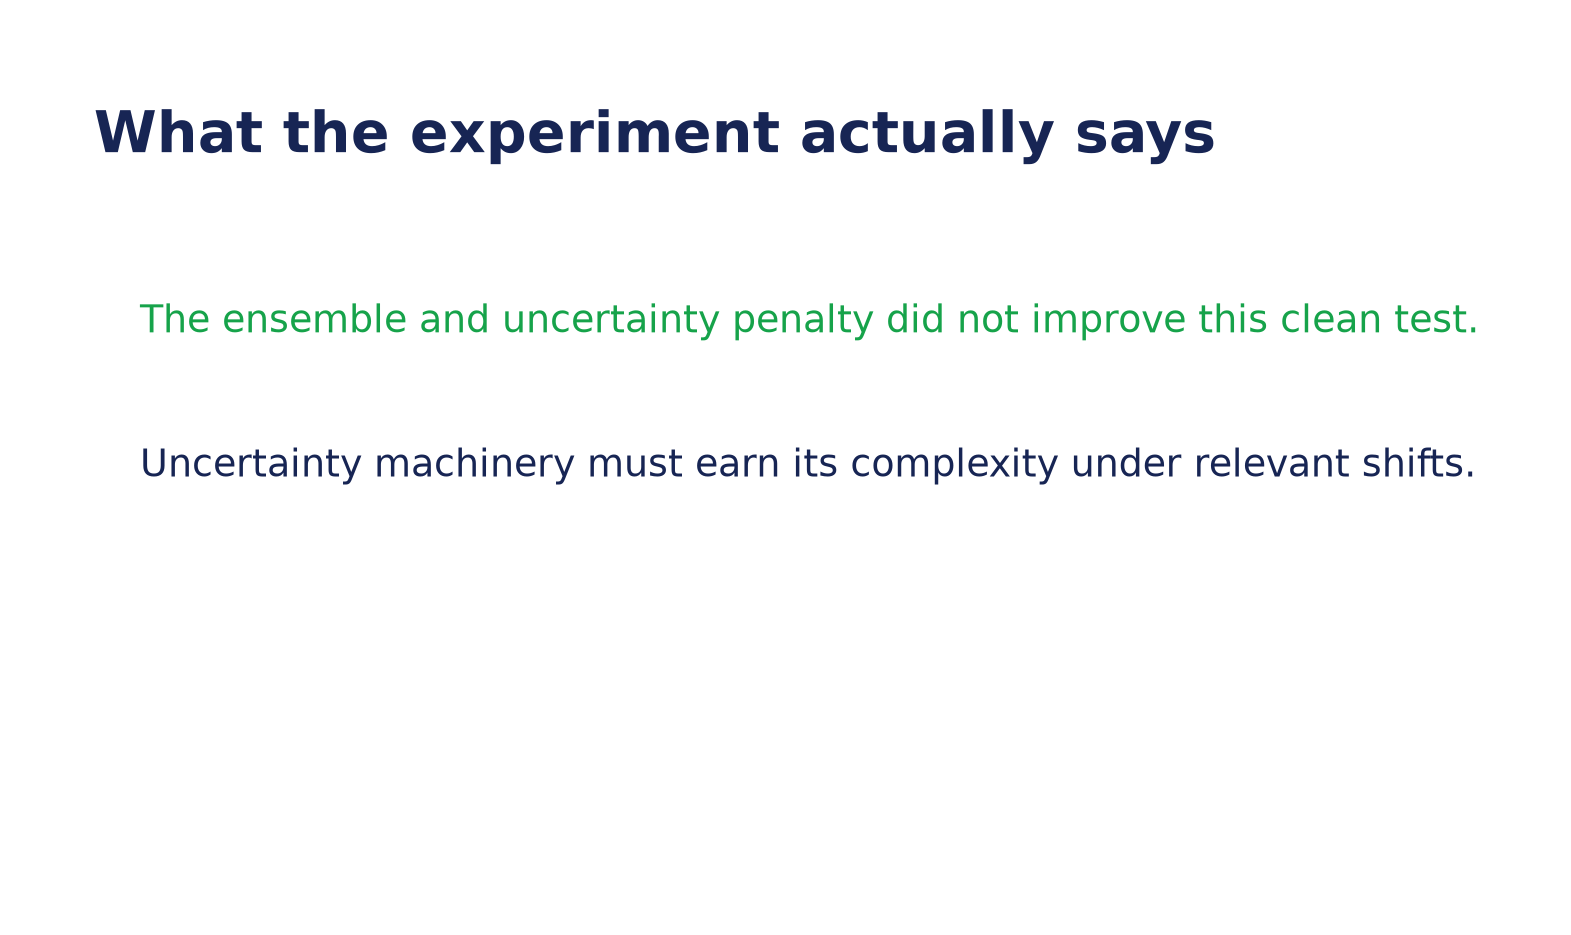 What the experiment actually says
The ensemble and uncertainty penalty did not improve this clean test.
Uncertainty machinery must earn its complexity under relevant shifts.